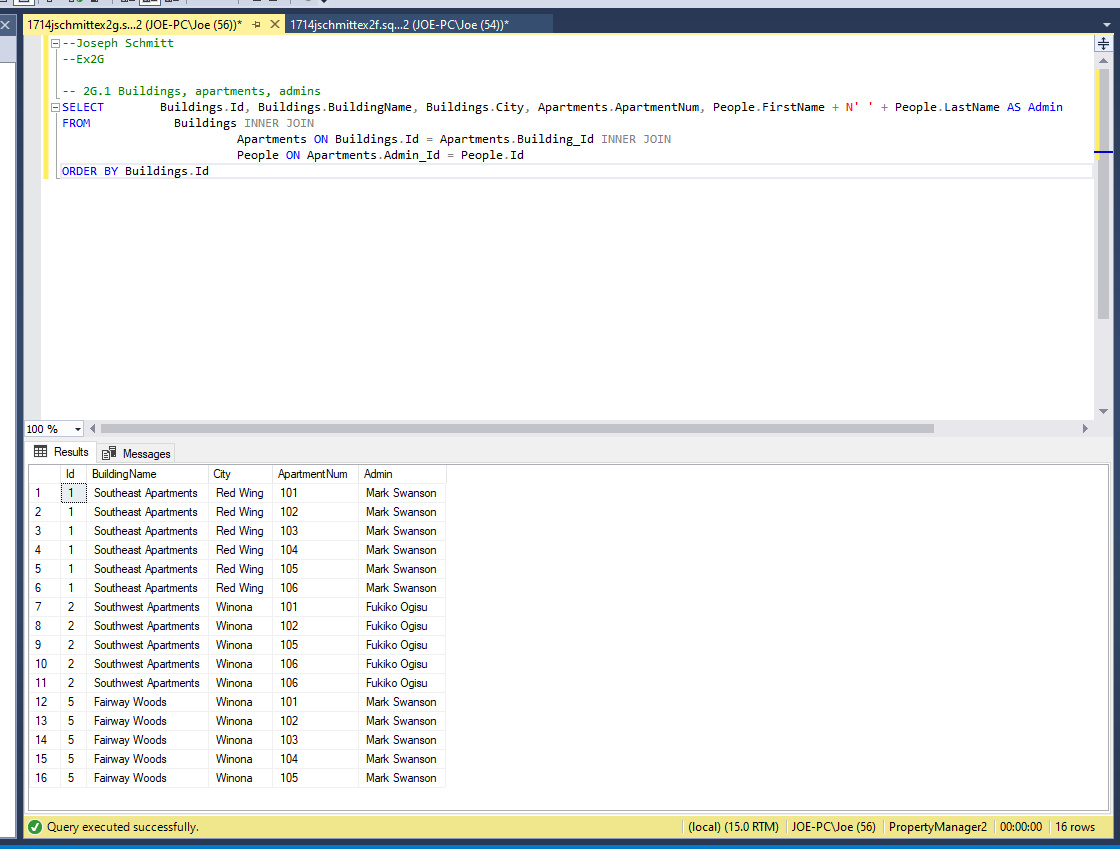 1714jschmittex2g.s...2 (JOE-PC\Joe (56))* 1714jschmittex2f.sq...2 (JOE-PC\Joe (54))*
--Joseph Schmitt
--Ex2G
-- 2G.1 Buildings, apartments, admins
SELECT Buildings.Id, Buildings.BuildingName, Buildings.City, Apartments.ApartmentNum, People.FirstName + N' ' + People.LastName AS Admin
FROM Buildings INNER JOIN
Apartments ON Buildings.Id = Apartments.Building_Id INNER JOIN
People ON Apartments.Admin_Id = People.Id
ORDER BY Buildings.Id
100 %
Results Messages
Id BuildingName City ApartmentNum Admin
1 1 Southeast Apartments Red Wing 101 Mark Swanson
2 1 Southeast Apartments Red Wing 102 Mark Swanson
3 1 Southeast Apartments Red Wing 103 Mark Swanson
4 1 Southeast Apartments Red Wing 104 Mark Swanson
5 1 Southeast Apartments Red Wing 105 Mark Swanson
6 1 Southeast Apartments Red Wing 106 Mark Swanson
7 2 Southwest Apartments Winona 101 Fukiko Ogisu
8 2 Southwest Apartments Winona 102 Fukiko Ogisu
9 2 Southwest Apartments Winona 105 Fukiko Ogisu
10 2 Southwest Apartments Winona 106 Fukiko Ogisu
11 2 Southwest Apartments Winona 106 Fukiko Ogisu
12 5 Fairway Woods Winona 101 Mark Swanson
13 5 Fairway Woods Winona 102 Mark Swanson
14 5 Fairway Woods Winona 103 Mark Swanson
15 5 Fairway Woods Winona 104 Mark Swanson
16 5 Fairway Woods Winona 105 Mark Swanson
Query executed successfully. (local) (15.0 RTM) JOE-PC\Joe (56) PropertyManager2 00:00:00 16 rows